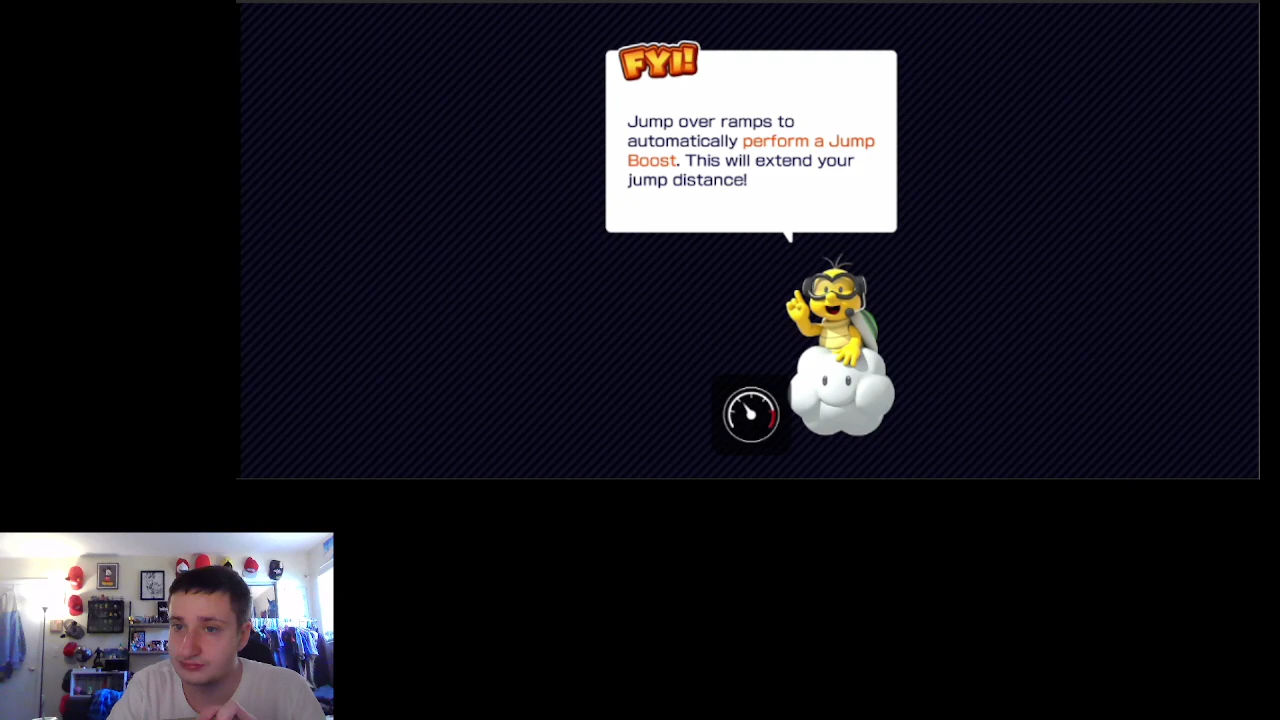 FYI!
Jump over ramps to
automatically perform a Jump
Boost. This will extend your
jump distance!